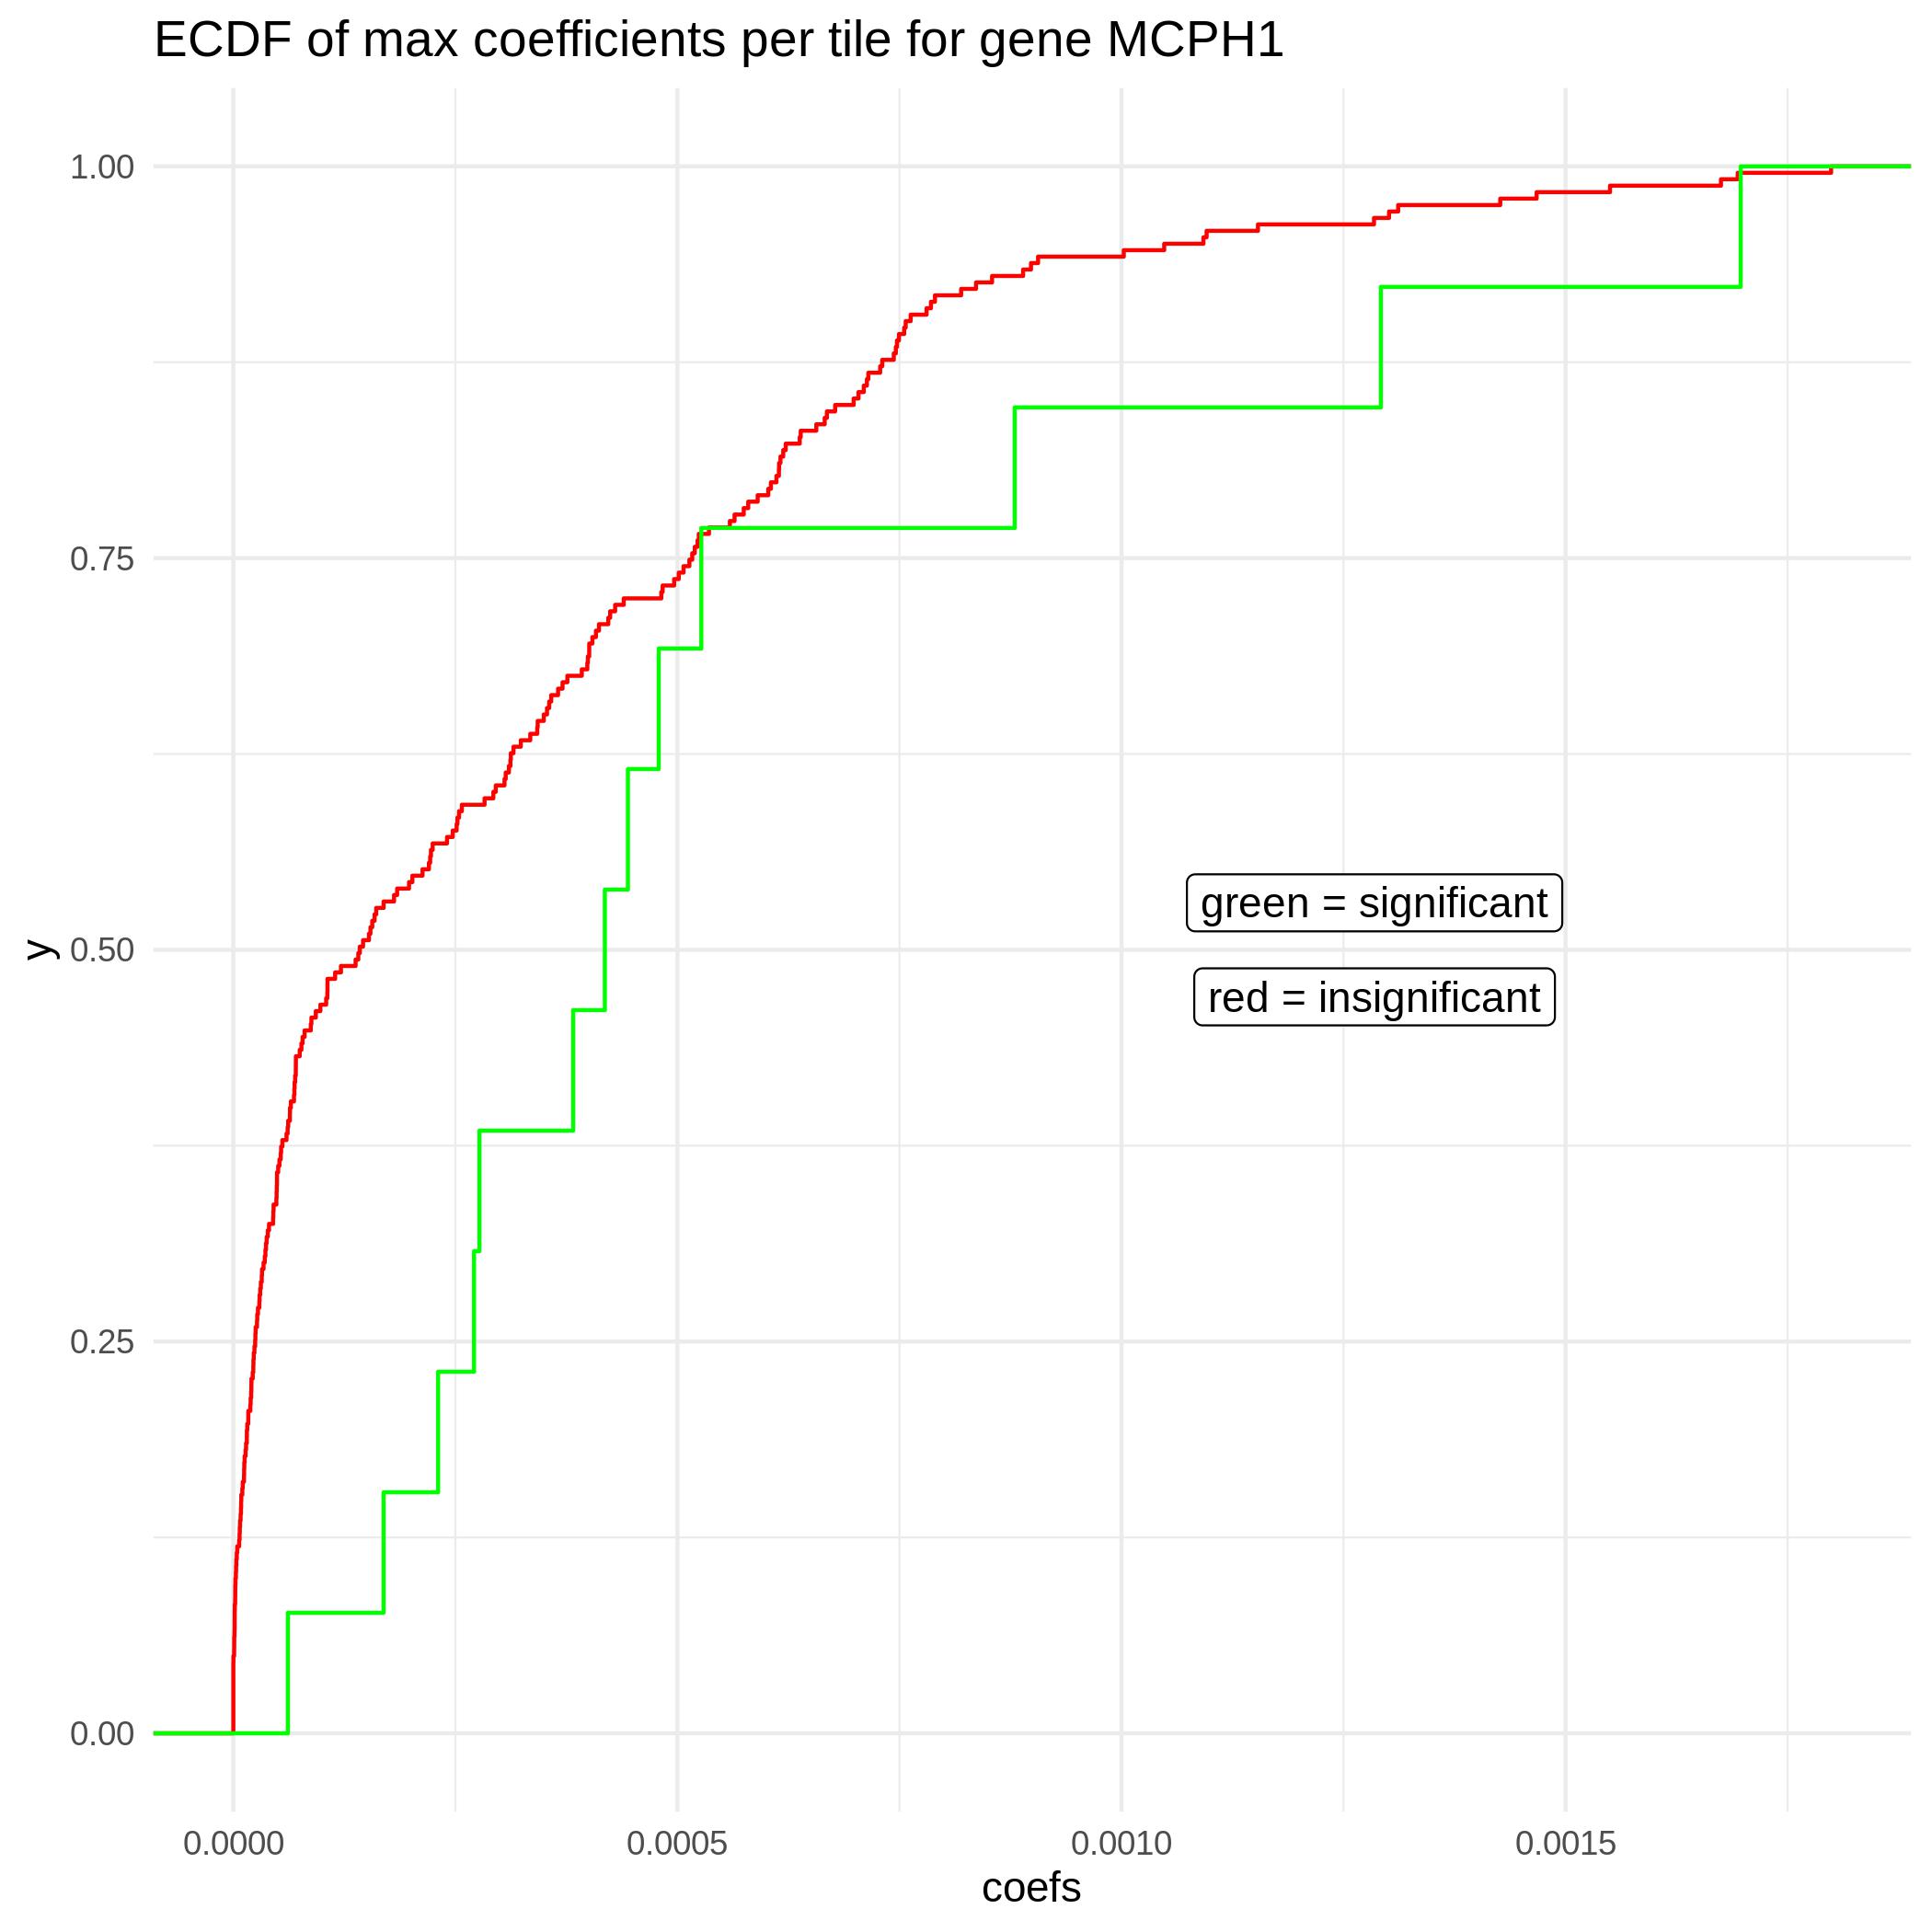 ECDF of max coefficients per tile for gene MCPH1
1.00
0.75
0.50
0.25
0.00
y
green = significant
red = insignificant
0.0000
0.0005
0.0010
0.0015
coefs